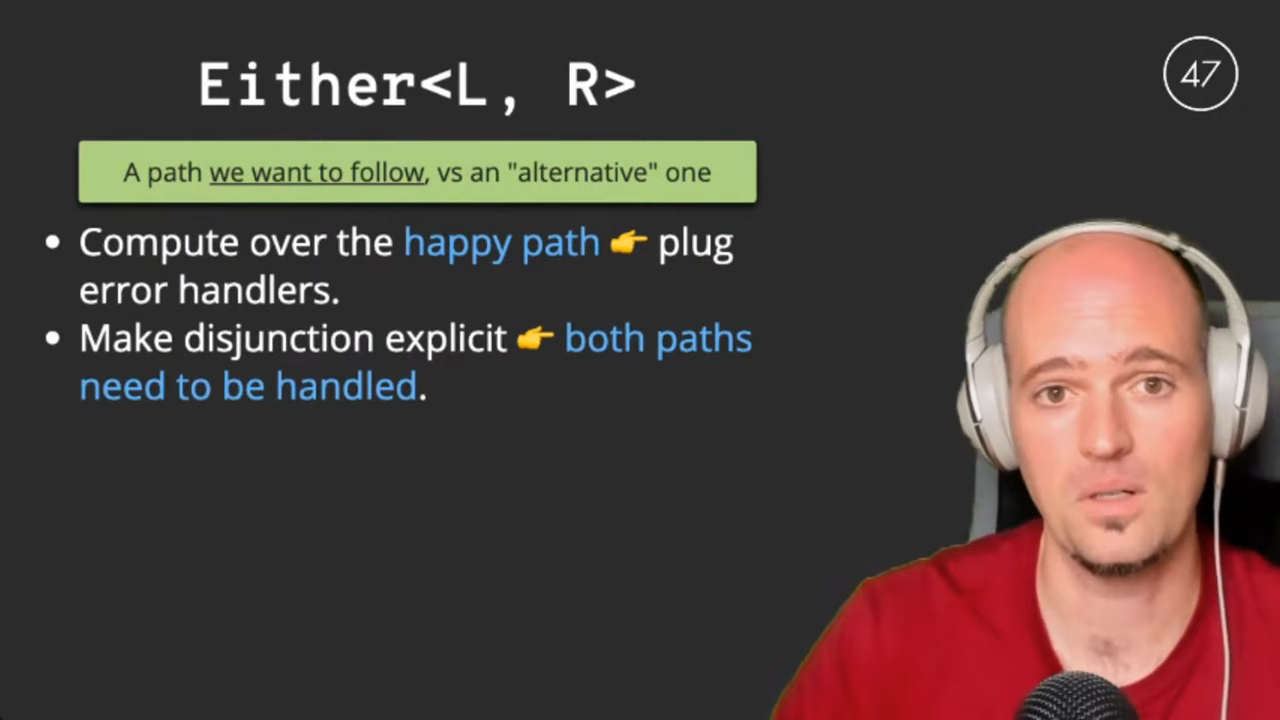 Either<L, R>
47
A path we want to follow, vs an "alternative" one
• Compute over the happy path 👉 plug
error handlers.
• Make disjunction explicit 👉 both paths
need to be handled.